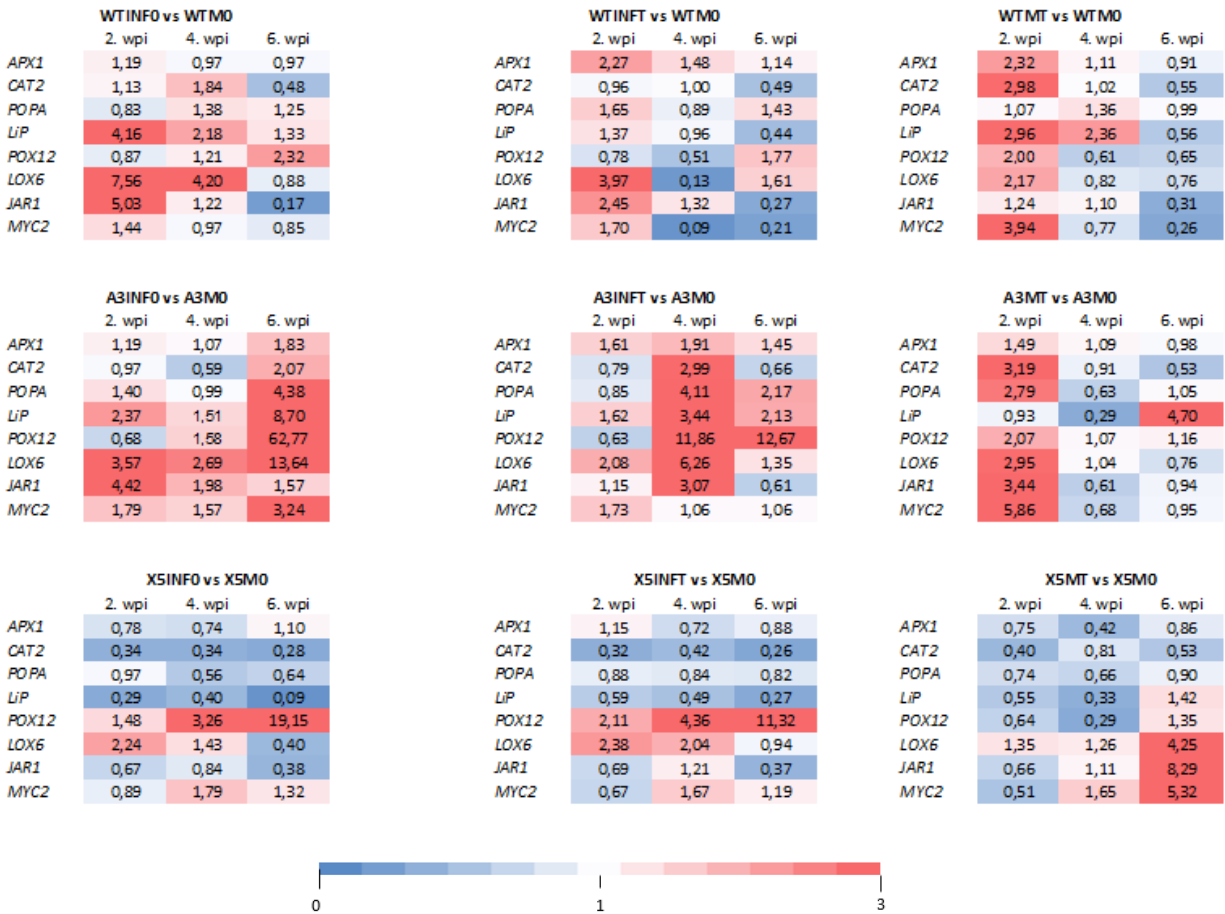 WTINF0 vs WTM0 WTINFT vs WTM0 WTMT vs WTM0
2. wpi 4. wpi 6. wpi 2. wpi 4. wpi 6. wpi 2. wpi 4. wpi 6. wpi
APX1 1,19 0,97 0,97 APX1 2,27 1,48 1,14 APX1 2,32 1,11 0,91
CAT2 1,13 1,84 0,48 CAT2 0,96 1,00 0,49 CAT2 2,98 1,02 0,55
POPA 0,83 1,38 1,25 POPA 1,65 0,89 1,43 POPA 1,07 1,36 0,99
LiP 4,16 2,18 1,33 LiP 1,37 0,96 0,44 LiP 2,96 2,36 0,56
POX12 0,87 1,21 2,32 POX12 0,78 0,51 1,77 POX12 2,00 0,61 0,65
LOX6 7,56 4,20 0,88 LOX6 3,97 0,13 1,61 LOX6 2,17 0,82 0,76
JAR1 5,03 1,22 0,17 JAR1 2,45 1,32 0,27 JAR1 1,24 1,10 0,31
MYC2 1,44 0,97 0,85 MYC2 1,70 0,09 0,21 MYC2 3,94 0,77 0,26
A3INF0 vs A3M0 A3INFT vs A3M0 A3MT vs A3M0
2. wpi 4. wpi 6. wpi 2. wpi 4. wpi 6. wpi 2. wpi 4. wpi 6. wpi
APX1 1,19 1,07 1,83 APX1 1,61 1,91 1,45 APX1 1,49 1,09 0,98
CAT2 0,97 0,59 2,07 CAT2 0,79 2,99 0,66 CAT2 3,19 0,91 0,53
POPA 1,40 0,99 4,38 POPA 0,85 4,11 2,17 POPA 2,79 0,63 1,05
LiP 2,37 1,51 8,70 LiP 1,62 3,44 2,13 LiP 0,93 0,29 4,70
POX12 0,68 1,58 62,77 POX12 0,63 11,86 12,67 POX12 2,07 1,07 1,16
LOX6 3,57 2,69 13,64 LOX6 2,08 6,26 1,35 LOX6 2,95 1,04 0,76
JAR1 4,42 1,98 1,57 JAR1 1,15 3,07 0,61 JAR1 3,44 0,61 0,94
MYC2 1,79 1,57 3,24 MYC2 1,73 1,06 1,06 MYC2 5,86 0,68 0,95
X5INF0 vs X5M0 X5INFT vs X5M0 X5MT vs X5M0
2. wpi 4. wpi 6. wpi 2. wpi 4. wpi 6. wpi 2. wpi 4. wpi 6. wpi
APX1 0,78 0,74 1,10 APX1 1,15 0,72 0,88 APX1 0,75 0,42 0,86
CAT2 0,34 0,34 0,28 CAT2 0,32 0,42 0,26 CAT2 0,40 0,81 0,53
POPA 0,97 0,56 0,64 POPA 0,88 0,84 0,82 POPA 0,74 0,66 0,90
LiP 0,29 0,40 0,09 LiP 0,59 0,49 0,27 LiP 0,55 0,33 1,42
POX12 1,48 3,26 19,15 POX12 2,11 4,36 11,32 POX12 0,64 0,29 1,35
LOX6 2,24 1,43 0,40 LOX6 2,38 2,04 0,94 LOX6 1,35 1,26 4,25
JAR1 0,67 0,84 0,38 JAR1 0,69 1,21 0,37 JAR1 0,66 1,11 8,29
MYC2 0,89 1,79 1,32 MYC2 0,67 1,67 1,19 MYC2 0,51 1,65 5,32
0 1 3